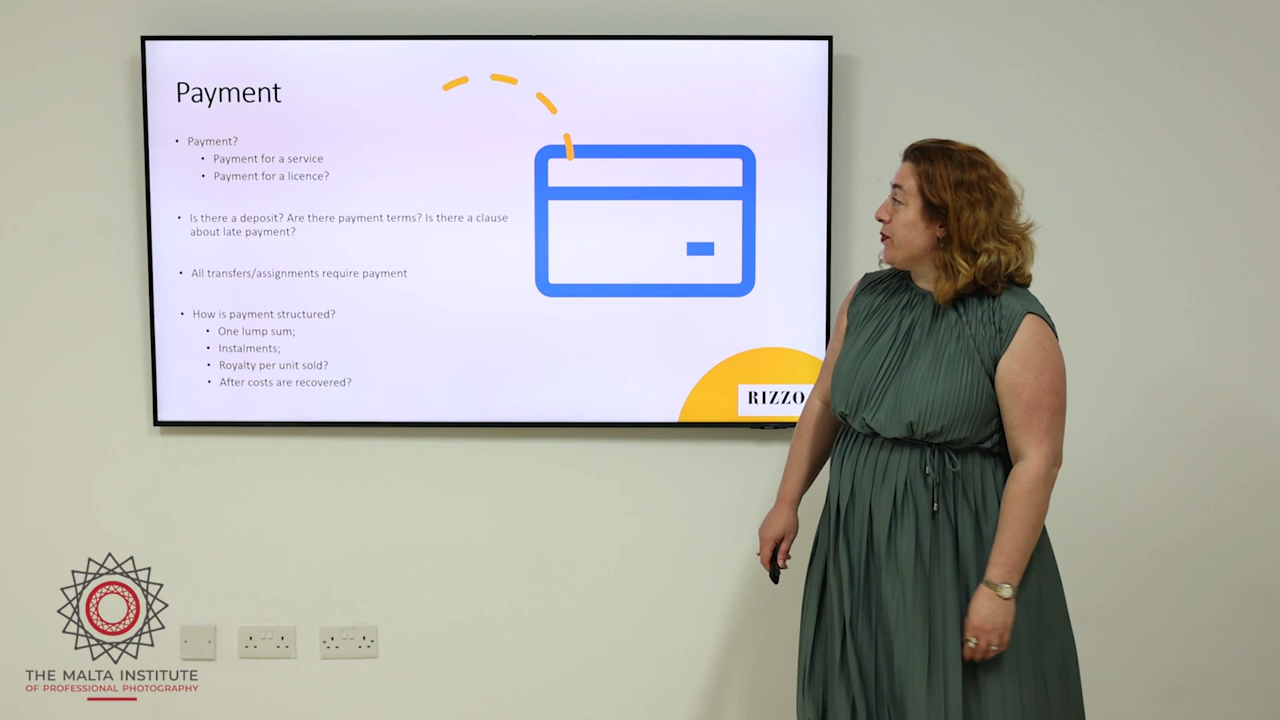 Payment
Payment?
Payment for a service
Payment for a licence?
Is there a deposit? Are there payment terms? Is there a clause
about late payment?
All transfers/assignments require payment
How is payment structured?
One lump sum;
Instalments;
Royalty per unit sold?
After costs are recovered?
RIZZO
THE MALTA INSTITUTE
OF PROFESSIONAL PHOTOGRAPHY